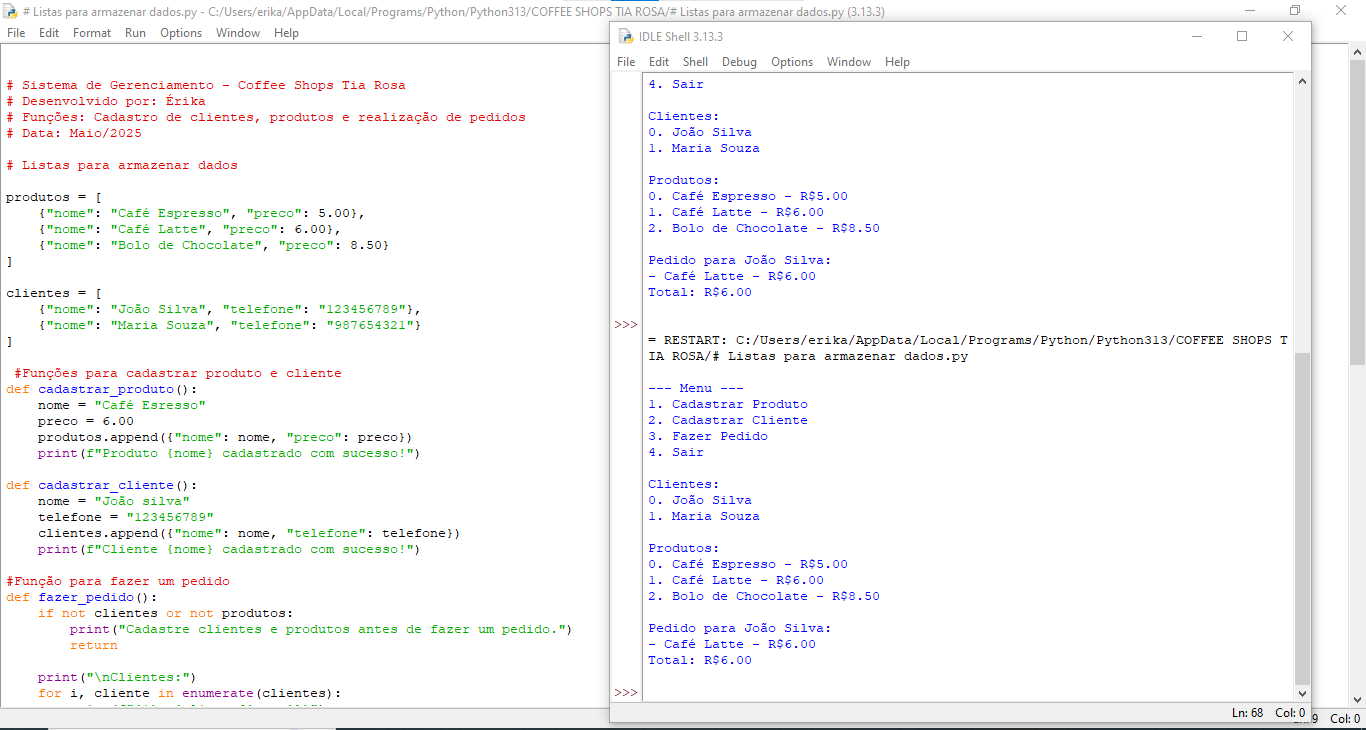 # Listas para armazenar dados.py - C:/Users/erika/AppData/Local/Programs/Python/Python313/COFFEE SHOPS TIA ROSA/# Listas para armazenar dados.py (3.13.3)
File Edit Format Run Options Window Help
# Sistema de Gerenciamento - Coffee Shops Tia Rosa
# Desenvolvido por: Érika
# Funções: Cadastro de clientes, produtos e realização de pedidos
# Data: Maio/2025
# Listas para armazenar dados
produtos = [
    {"nome": "Café Espresso", "preco": 5.00},
    {"nome": "Café Latte", "preco": 6.00},
    {"nome": "Bolo de Chocolate", "preco": 8.50}
]
clientes = [
    {"nome": "João Silva", "telefone": "123456789"},
    {"nome": "Maria Souza", "telefone": "987654321"}
]
 #Funções para cadastrar produto e cliente
def cadastrar_produto():
    nome = "Café Esresso"
    preco = 6.00
    produtos.append({"nome": nome, "preco": preco})
    print(f"Produto {nome} cadastrado com sucesso!")
def cadastrar_cliente():
    nome = "João silva"
    telefone = "123456789"
    clientes.append({"nome": nome, "telefone": telefone})
    print(f"Cliente {nome} cadastrado com sucesso!")
#Função para fazer um pedido
def fazer_pedido():
    if not clientes or not produtos:
        print("Cadastre clientes e produtos antes de fazer um pedido.")
        return
    print("\nClientes:")
    for i, cliente in enumerate(clientes):
9 Col: 0
IDLE Shell 3.13.3
File Edit Shell Debug Options Window Help
4. Sair
Clientes:
0. João Silva
1. Maria Souza
Produtos:
0. Café Espresso - R$5.00
1. Café Latte - R$6.00
2. Bolo de Chocolate - R$8.50
Pedido para João Silva:
- Café Latte - R$6.00
Total: R$6.00
>>>
= RESTART: C:/Users/erika/AppData/Local/Programs/Python/Python313/COFFEE SHOPS T
IA ROSA/# Listas para armazenar dados.py
--- Menu ---
1. Cadastrar Produto
2. Cadastrar Cliente
3. Fazer Pedido
4. Sair
Clientes:
0. João Silva
1. Maria Souza
Produtos:
0. Café Espresso - R$5.00
1. Café Latte - R$6.00
2. Bolo de Chocolate - R$8.50
Pedido para João Silva:
- Café Latte - R$6.00
Total: R$6.00
>>>
Ln: 68 Col: 0